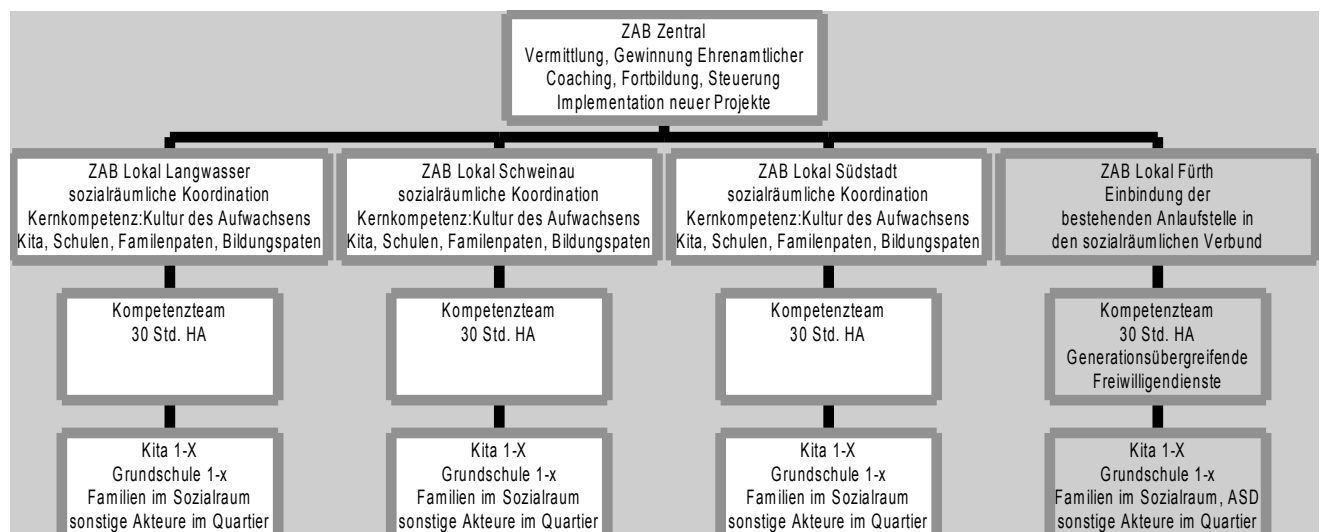 ZAB Zentral
Vermittlung, Gewinnung Ehrenamtlicher
Coaching, Fortbildung, Steuerung
Implementation neuer Projekte
ZAB Lokal Langwasser
sozialräumliche Koordination
Kernkompetenz:Kultur des Aufwachsens
Kita, Schulen, Familenpaten, Bildungspaten
ZAB Lokal Schweinau
sozialräumliche Koordination
Kernkompetenz:Kultur des Aufwachsens
Kita, Schulen, Familenpaten, Bildungspaten
ZAB Lokal Südstadt
sozialräumliche Koordination
Kernkompetenz:Kultur des Aufwachsens
Kita, Schulen, Familenpaten, Bildungspaten
ZAB Lokal Fürth
Einbindung der
bestehenden Anlaufstelle in
den sozialräumlichen Verbund
Kompetenzteam
30 Std. HA
Kompetenzteam
30 Std. HA
Kompetenzteam
30 Std. HA
Kompetenzteam
30 Std. HA
Generationsübergreifende
Freiwilligendienste
Kita 1-X
Grundschule 1-x
Familien im Sozialraum
sonstige Akteure im Quartier
Kita 1-X
Grundschule 1-x
Familien im Sozialraum
sonstige Akteure im Quartier
Kita 1-X
Grundschule 1-x
Familien im Sozialraum
sonstige Akteure im Quartier
Kita 1-X
Grundschule 1-x
Familien im Sozialraum, ASD
sonstige Akteure im Quartier